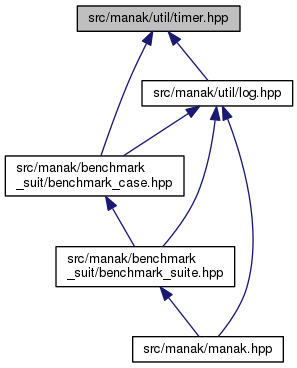 src/manak/util/timer.hpp
src/manak/util/log.hpp
src/manak/benchmark
_suit/benchmark_case.hpp
src/manak/benchmark
_suit/benchmark_suite.hpp
src/manak/manak.hpp